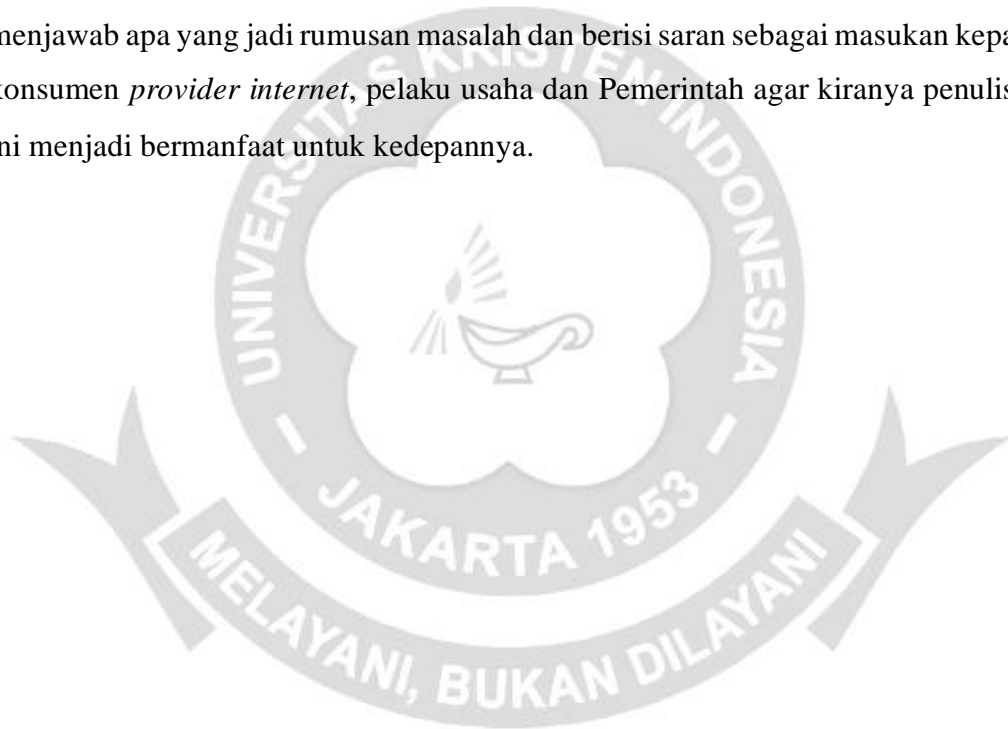 menjawab apa yang jadi rumusan masalah dan berisi saran sebagai masukan kepa
konsumen provider internet, pelaku usaha dan Pemerintah agar kiranya penulis
ni menjadi bermanfaat untuk kedepannya.
UNIVERSITAS KRISTEN INDONESIA
JAKARTA 1953
MELAYANI, BUKAN DILAYANI